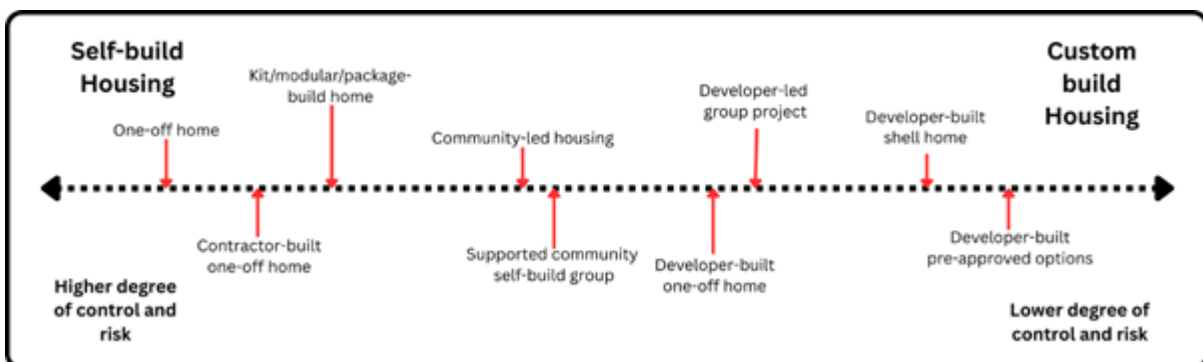 Self-build
Housing
Custom
build
Housing
Kit/modular/package-
build home
One-off home
Community-led housing
Developer-led
group project
Developer-built
shell home
Contractor-built
one-off home
Supported community
self-build group
Developer-built
one-off home
Developer-built
pre-approved options
Higher degree
of control and
risk
Lower degree of
control and risk